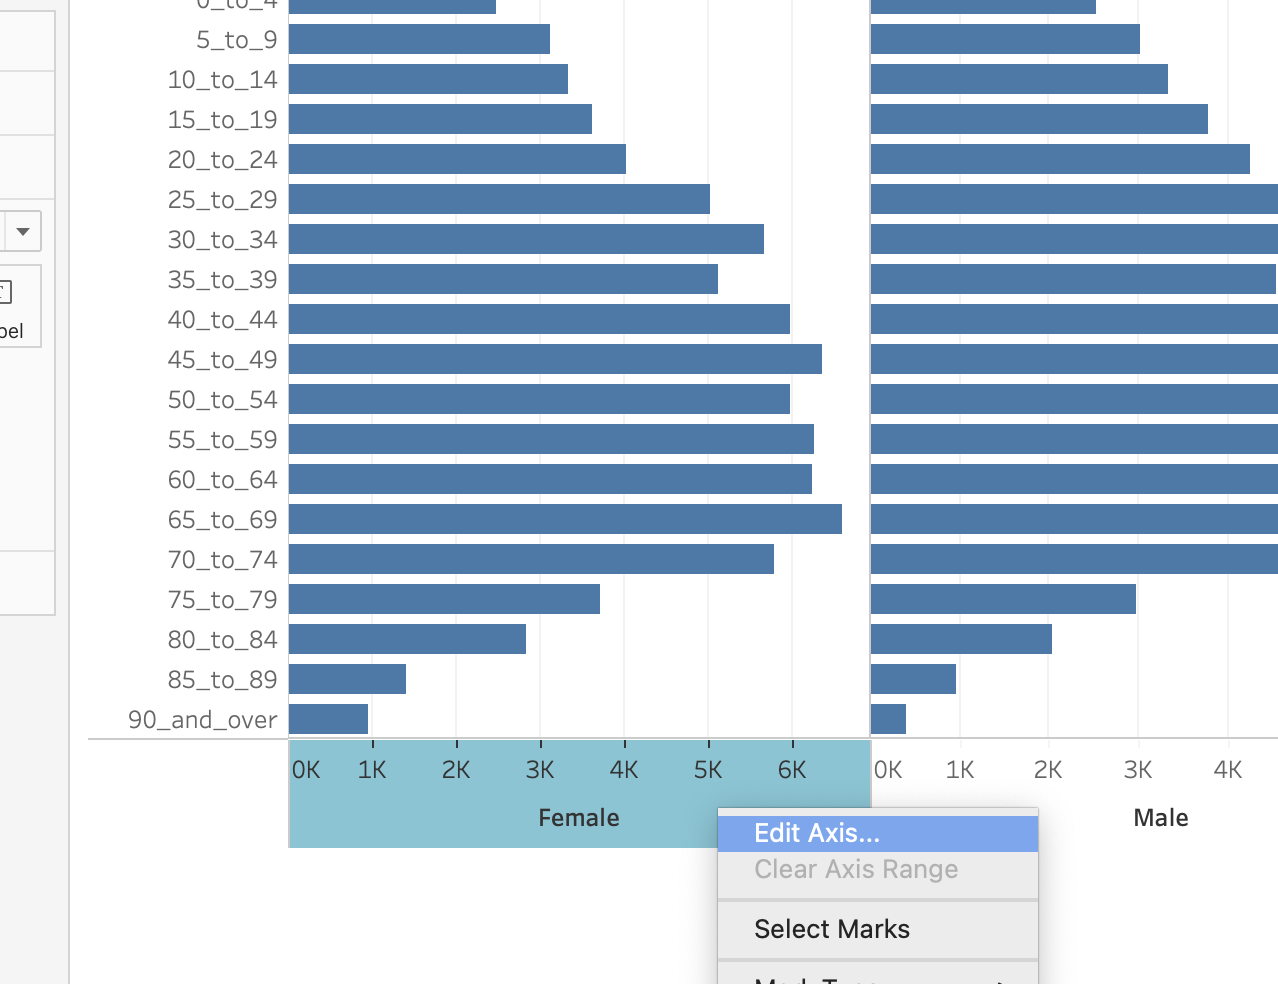 0_to_4
5_to_9
10_to_14
15_to_19
20_to_24
25_to_29
30_to_34
35_to_39
40_to_44
45_to_49
50_to_54
55_to_59
60_to_64
65_to_69
70_to_74
75_to_79
80_to_84
85_to_89
90_and_over
bel
0K 1K 2K 3K 4K 5K 6K
Female
0K 1K 2K 3K 4K
Male
Edit Axis...
Clear Axis Range
Select Marks